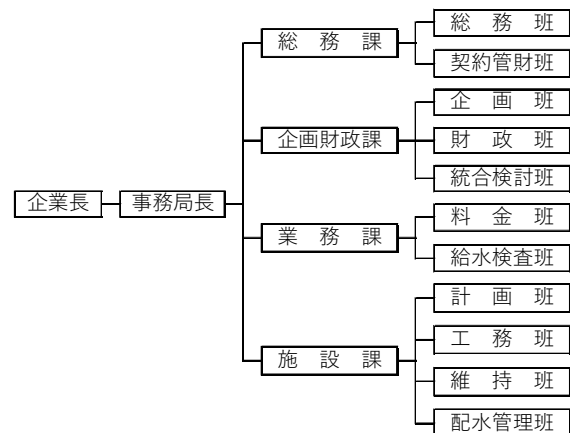 総務課
総務班
契約管財班
企画財政課
企画班
財政班
統合検討班
企業長
事務局長
業務課
料金班
給水検査班
施設課
計画班
工務班
維持班
配水管理班